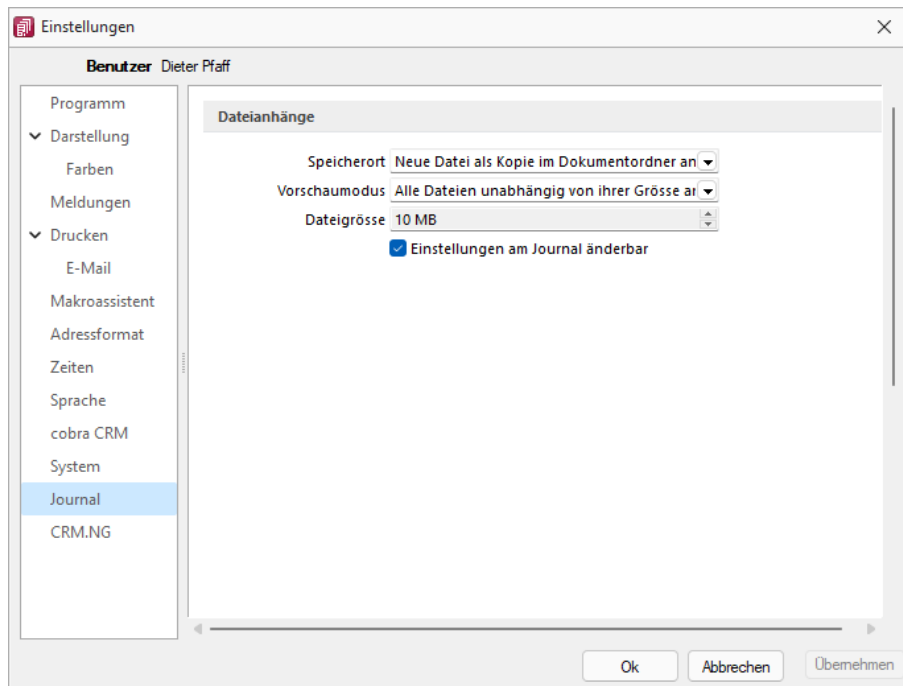 Einstellungen
Benutzer Dieter Pfaff
Programm
Darstellung
Farben
Meldungen
Drucken
E-Mail
Makroassistent
Adressformat
Zeiten
Sprache
cobra CRM
System
Journal
CRM.NG
Dateianhänge
Speicherort Neue Datei als Kopie im Dokumentordner an
Vorschaumodus Alle Dateien unabhängig von ihrer Grösse ar
Dateigrösse 10 MB
Einstellungen am Journal änderbar
Ok Abbrechen Übernehmen